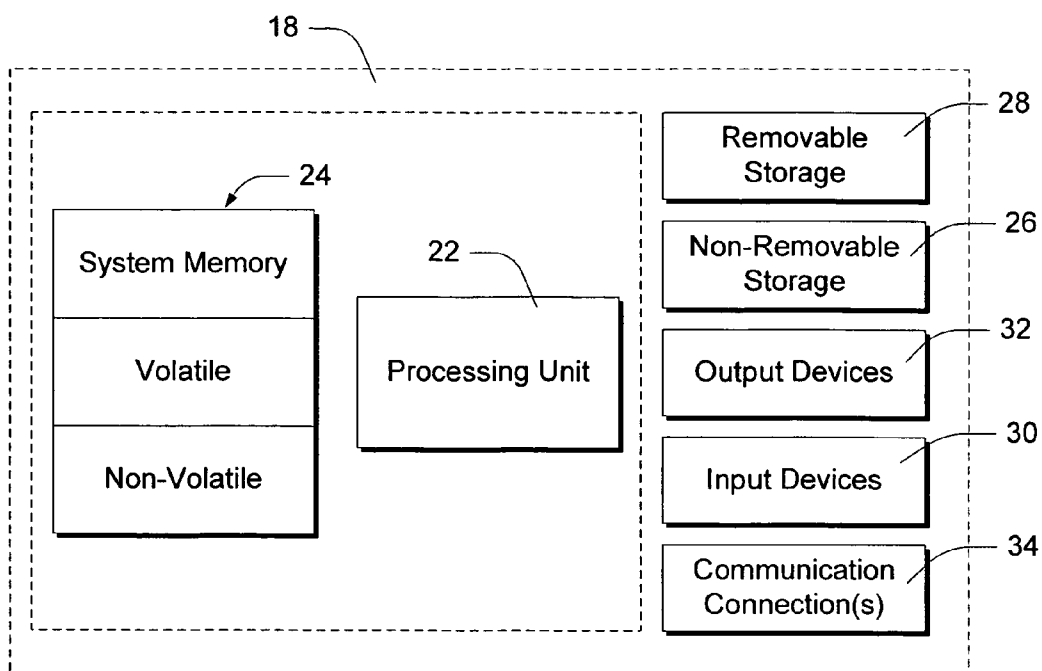 18
28
Removable
Storage
24
26
System Memory
22
Non-Removable
Storage
32
Volatile
Processing Unit
Output Devices
30
Non-Volatile
Input Devices
34
Communication
Connection(s)